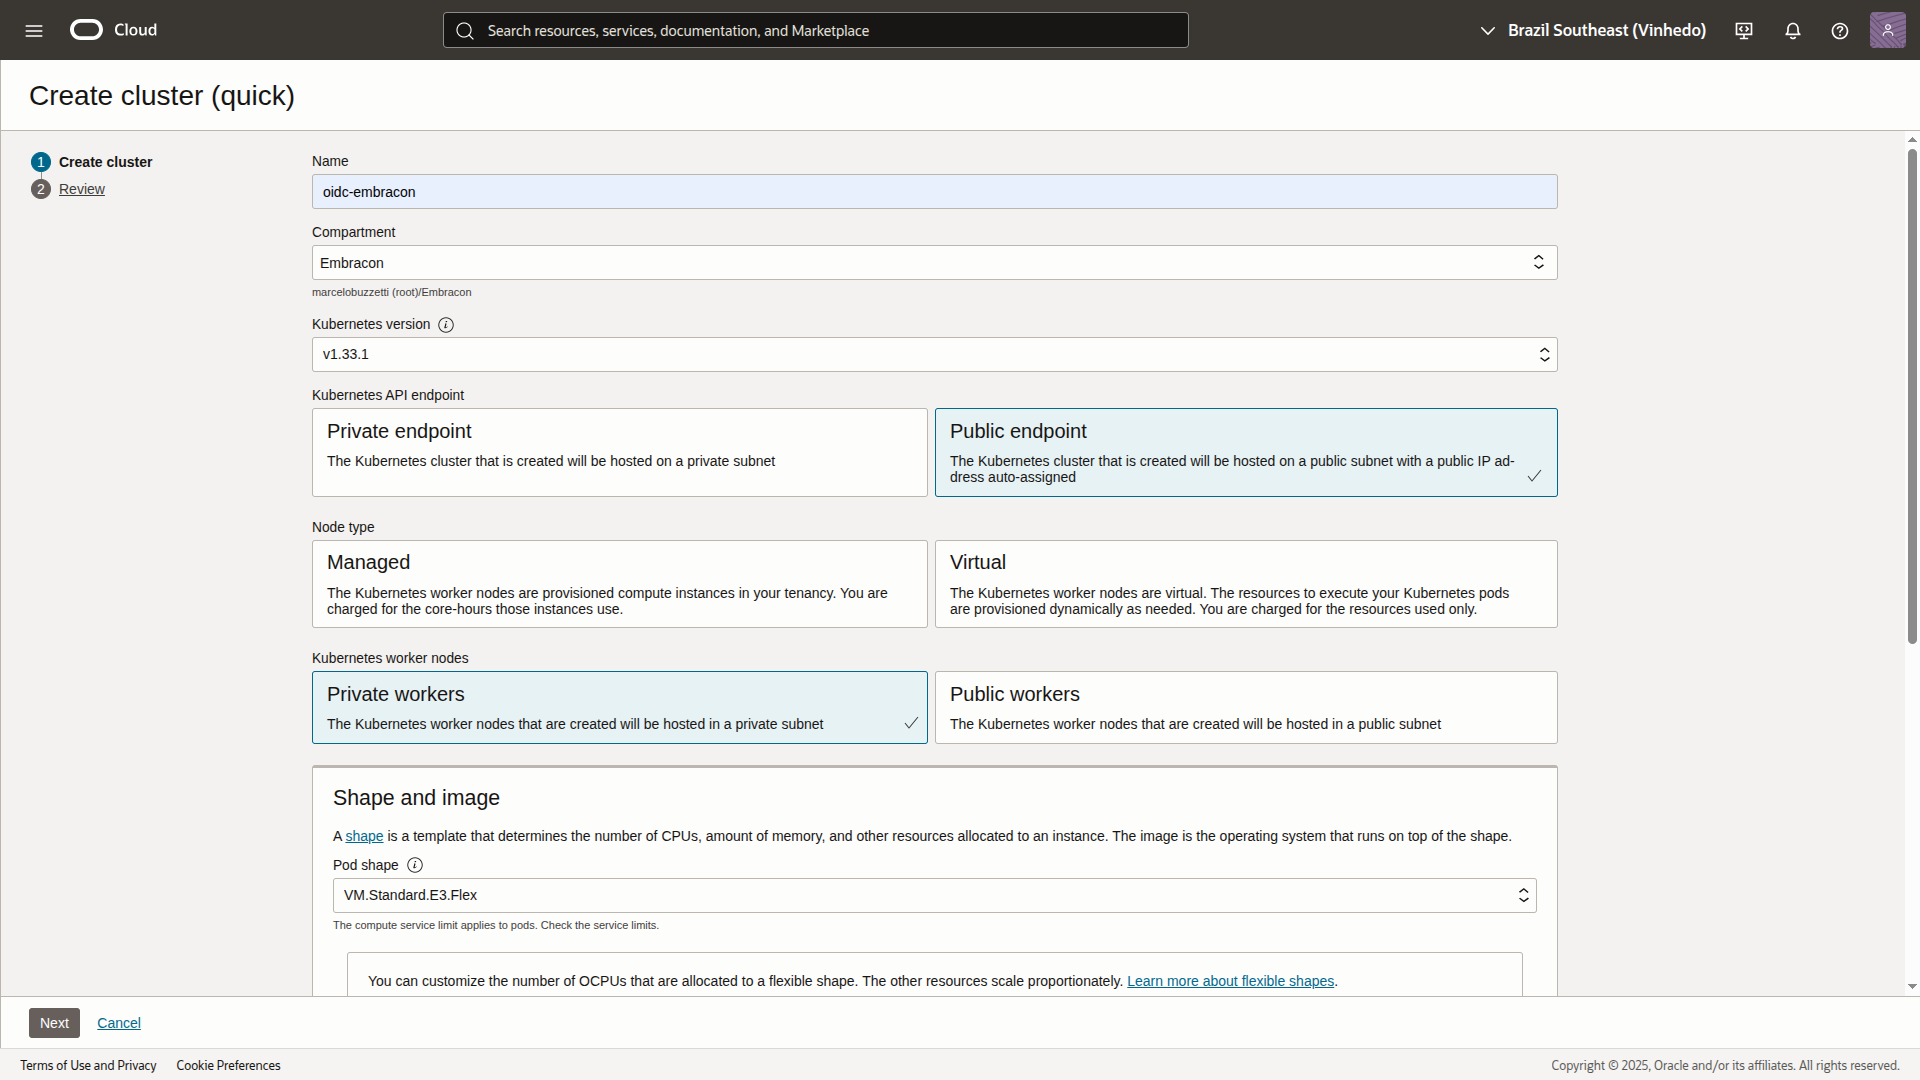 Cloud
Search resources, services, documentation, and Marketplace
Brazil Southeast (Vinhedo)
Create cluster (quick)
1 Create cluster
2 Review
Name
oidc-embracon
Compartment
Embracon
marcelobuzzetti (root)/Embracon
Kubernetes version
v1.33.1
Kubernetes API endpoint
Private endpoint
The Kubernetes cluster that is created will be hosted on a private subnet
Public endpoint
The Kubernetes cluster that is created will be hosted on a public subnet with a public IP ad-
dress auto-assigned
Node type
Managed
The Kubernetes worker nodes are provisioned compute instances in your tenancy. You are
charged for the core-hours those instances use.
Virtual
The Kubernetes worker nodes are virtual. The resources to execute your Kubernetes pods
are provisioned dynamically as needed. You are charged for the resources used only.
Kubernetes worker nodes
Private workers
The Kubernetes worker nodes that are created will be hosted in a private subnet
Public workers
The Kubernetes worker nodes that are created will be hosted in a public subnet
Shape and image
A shape is a template that determines the number of CPUs, amount of memory, and other resources allocated to an instance. The image is the operating system that runs on top of the shape.
Pod shape
VM.Standard.E3.Flex
The compute service limit applies to pods. Check the service limits.
You can customize the number of OCPUs that are allocated to a flexible shape. The other resources scale proportionately. Learn more about flexible shapes.
Next
Cancel
Terms of Use and Privacy
Cookie Preferences
Copyright © 2025, Oracle and/or its affiliates. All rights reserved.